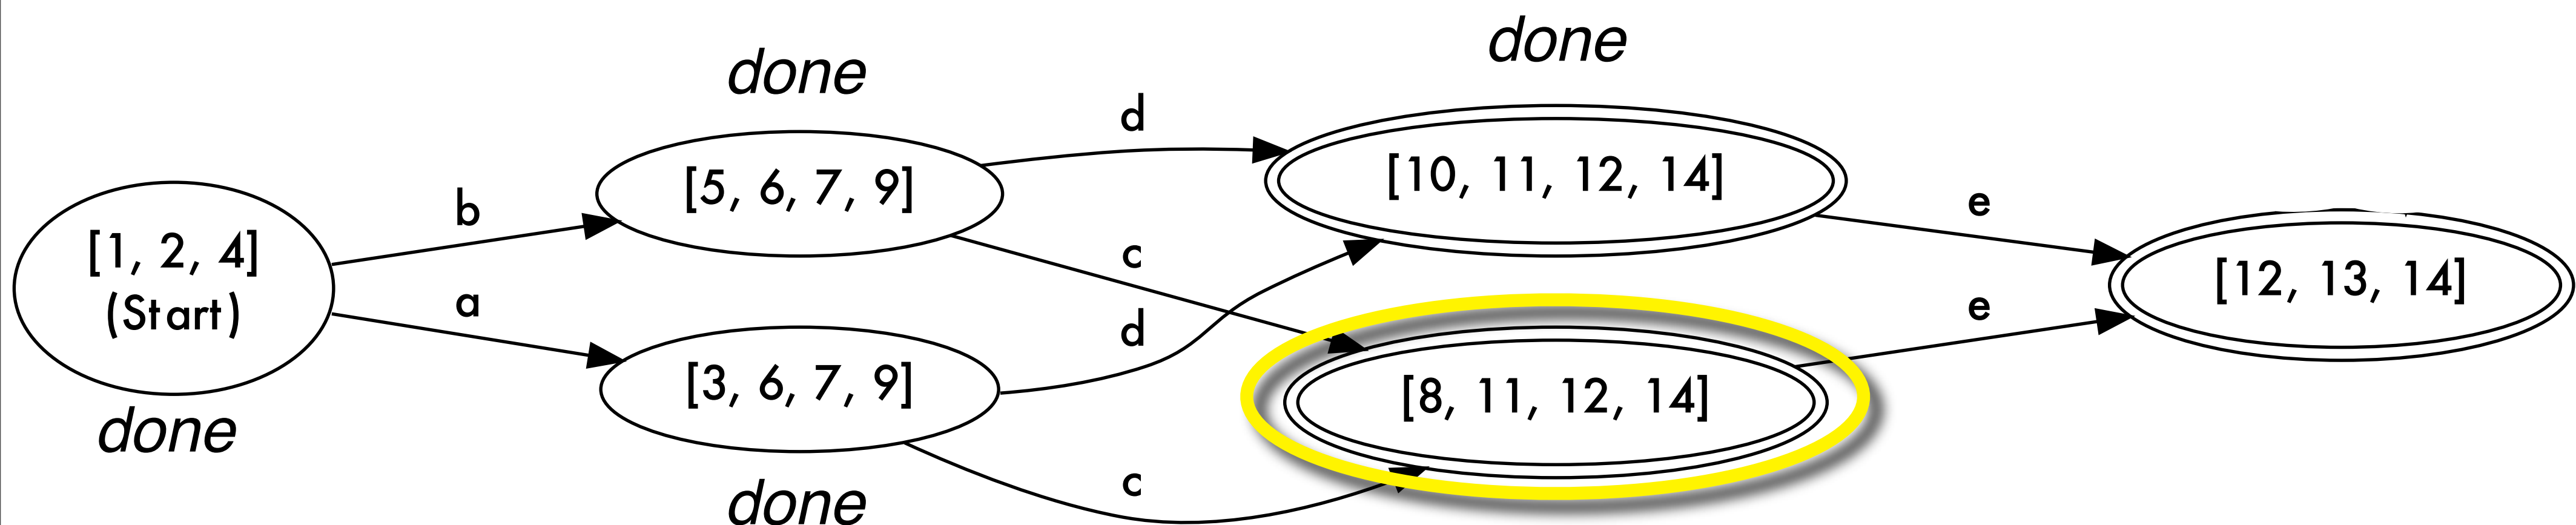 done
done
d
[10, 11, 12, 14]
[5, 6, 7, 9]
b
e
[1, 2, 4]
(Start)
c
[12, 13, 14]
a
d
e
[3, 6, 7, 9]
[8, 11, 12, 14]
done
c
done